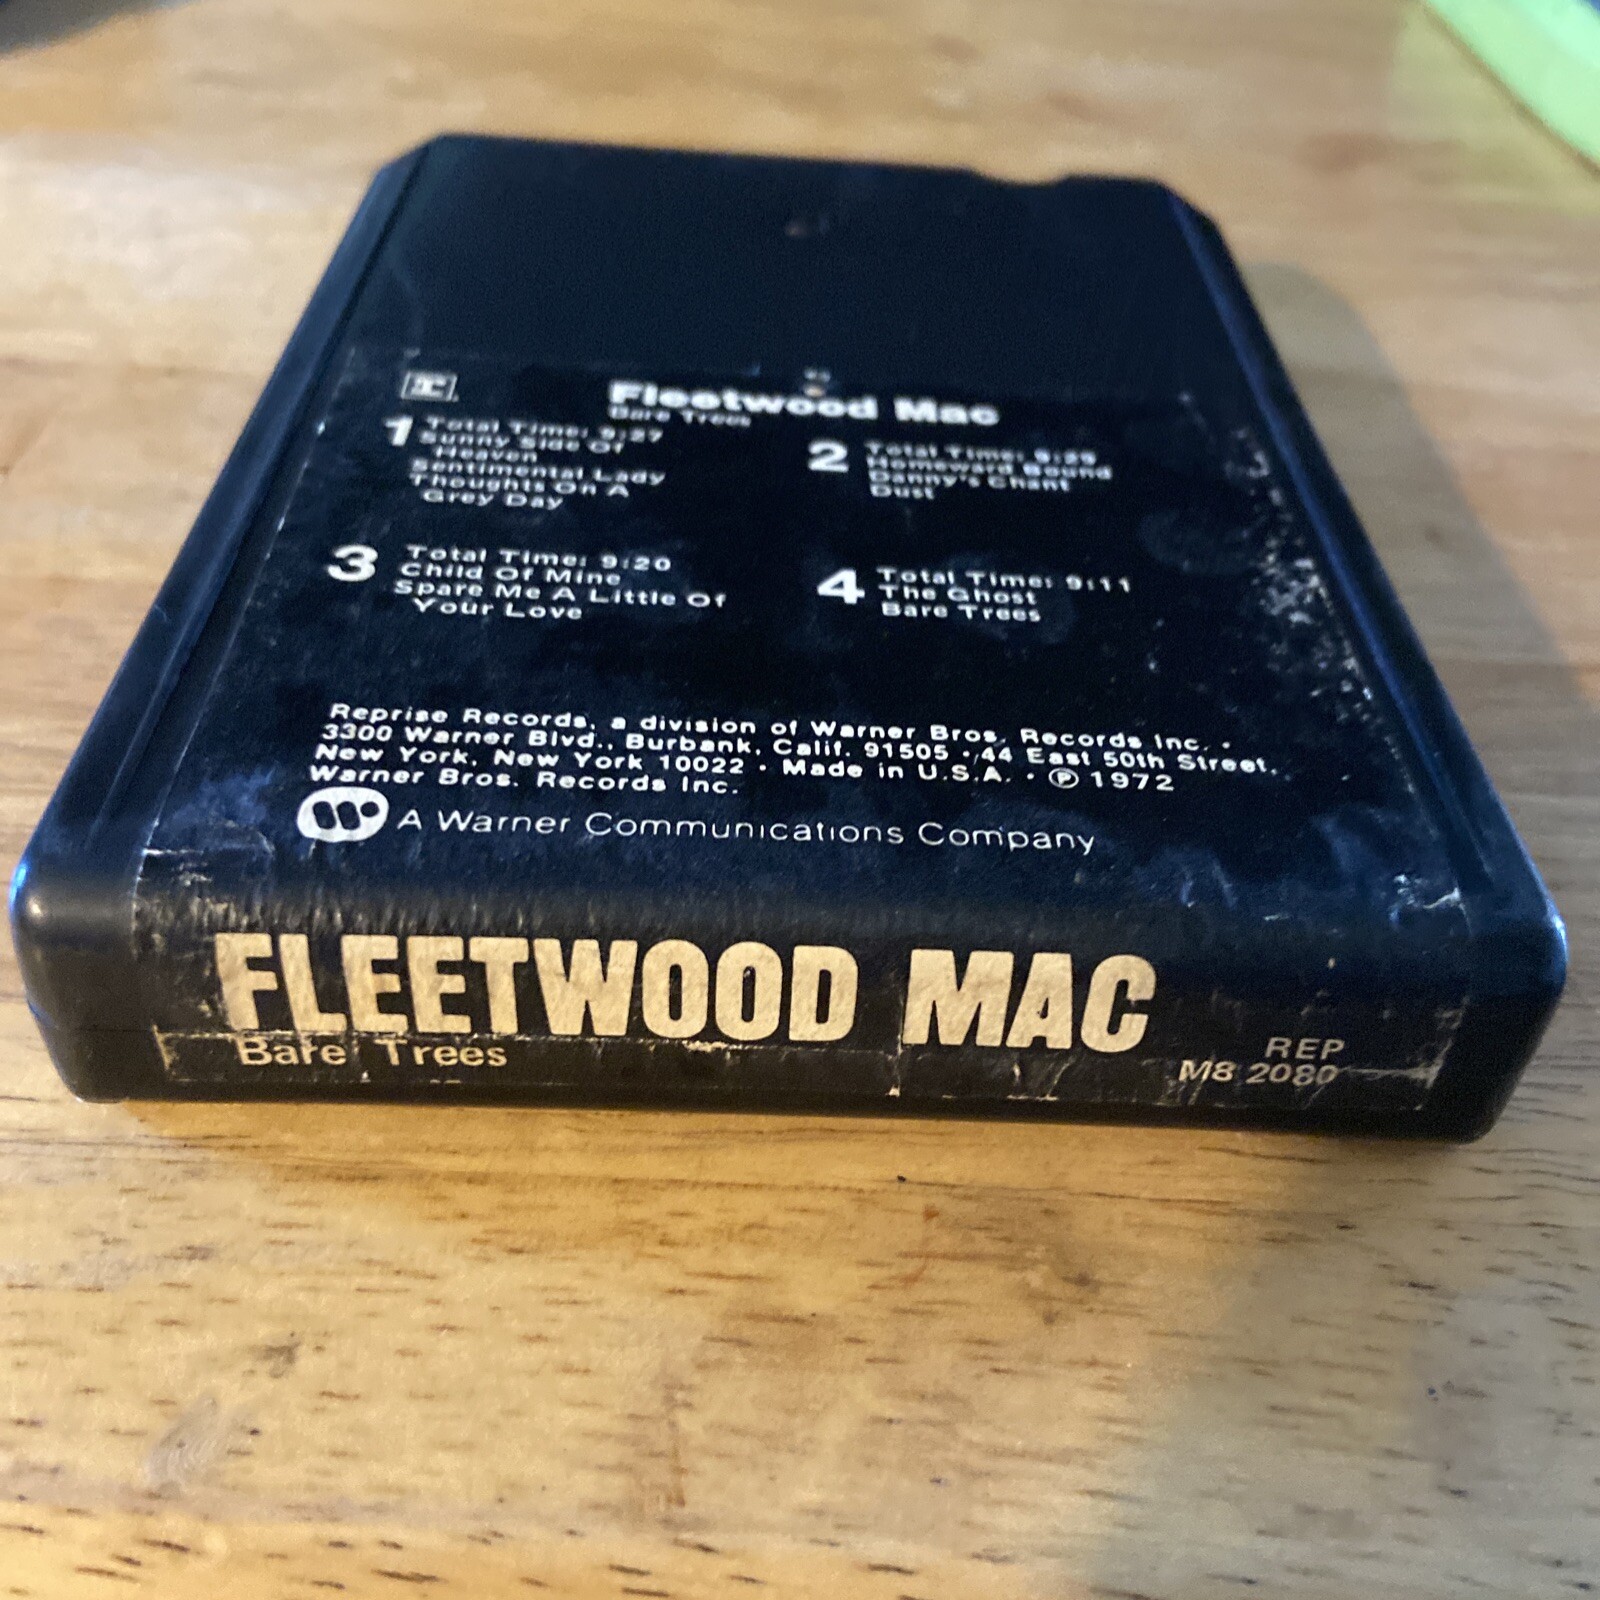 Fleetwood Mac
Bare Trees
1 Total Time: 9:27
Sunny Side Of
Heaven
Sentimental Lady
Thoughts On A
Grey Day
2 Total Time: 9:29
Homeward Bound
Danny's Chant
Dust
3 Total Time: 9:20
Child Of Mine
Spare Me A Little Of
Your Love
4 Total Time: 9:11
The Ghost
Bare Trees
Reprise Records, a division of Warner Bros. Records Inc. •
3300 Warner Blvd., Burbank, Calif. 91505 • 44 East 50th Street,
New York, New York 10022 • Made in U.S.A. • ℗ 1972
Warner Bros. Records Inc.
A Warner Communications Company
FLEETWOOD MAC
Bare Trees
REP
M8 2080